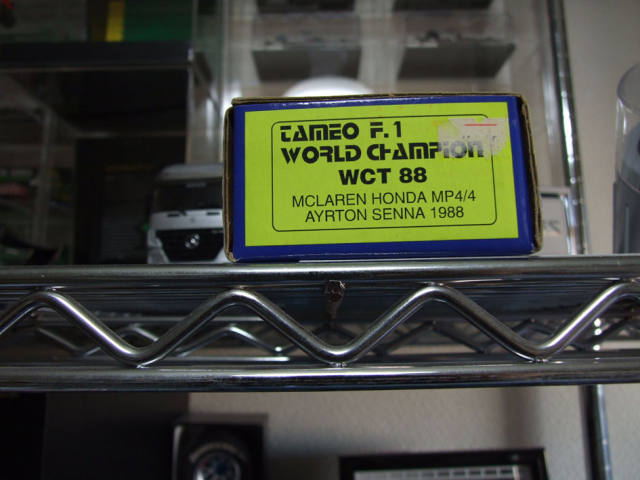 TAMEO F.1
WORLD CHAMPION
WCT 88
MCLAREN HONDA MP4/4
AYRTON SENNA 1988